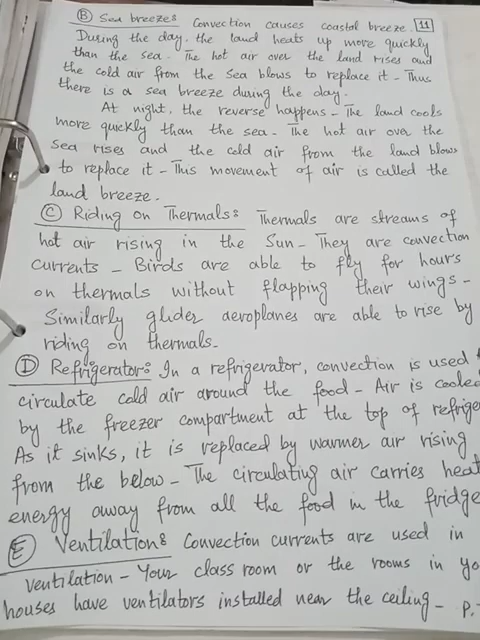 Ⓑ Sea breeze: Convection causes coastal breeze. 11
During the day, the land heats up more quickly
than the sea. The hot air over the land rises and
the cold air from the sea blows to replace it - Thus
there is a sea breeze during the day.
At night, the reverse happens - The land cools
more quickly than the sea - The hot air over the
sea rises and the cold air from the land blows
to replace it - This movement of air is called the
land breeze.
Ⓒ Riding on Thermals: Thermals are streams of
hot air rising in the Sun - They are convection
currents - Birds are able to fly for hours
on thermals without flapping their wings -
Similarly glider aeroplanes are able to rise by
riding on thermals.
Ⓓ Refrigerator: In a refrigerator, convection is used
circulate cold air around the food - Air is cooled
by the freezer compartment at the top of refrige
As it sinks, it is replaced by warmer air rising
from the below - The circulating air carries heat
energy away from all the food in the fridge
Ⓔ Ventilation: Convection currents are used in
ventilation - Your class room or the rooms in yo
houses have ventilators installed near the ceiling - P.T